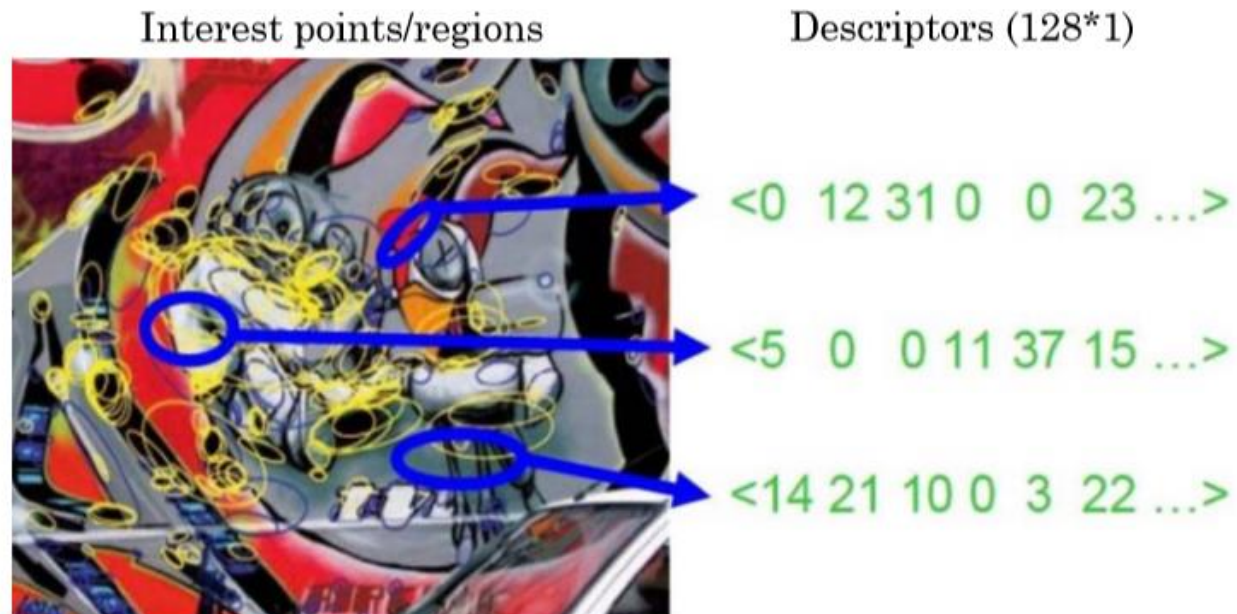 Interest points/regions
Descriptors (128*1)
<0 12 31 0 0 23 ...>
<5 0 0 11 37 15 ...>
<14 21 10 0 3 22 ...>